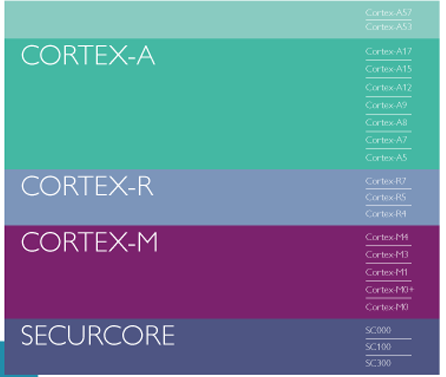 Cortex-A57
Cortex-A53
CORTEX-A
Cortex-A17
Cortex-A15
Cortex-A12
Cortex-A9
Cortex-A8
Cortex-A7
Cortex-A5
CORTEX-R
Cortex-R7
Cortex-R5
Cortex-R4
CORTEX-M
Cortex-M4
Cortex-M3
Cortex-M1
Cortex-M0+
Cortex-M0
SECURCORE
SC000
SC100
SC300